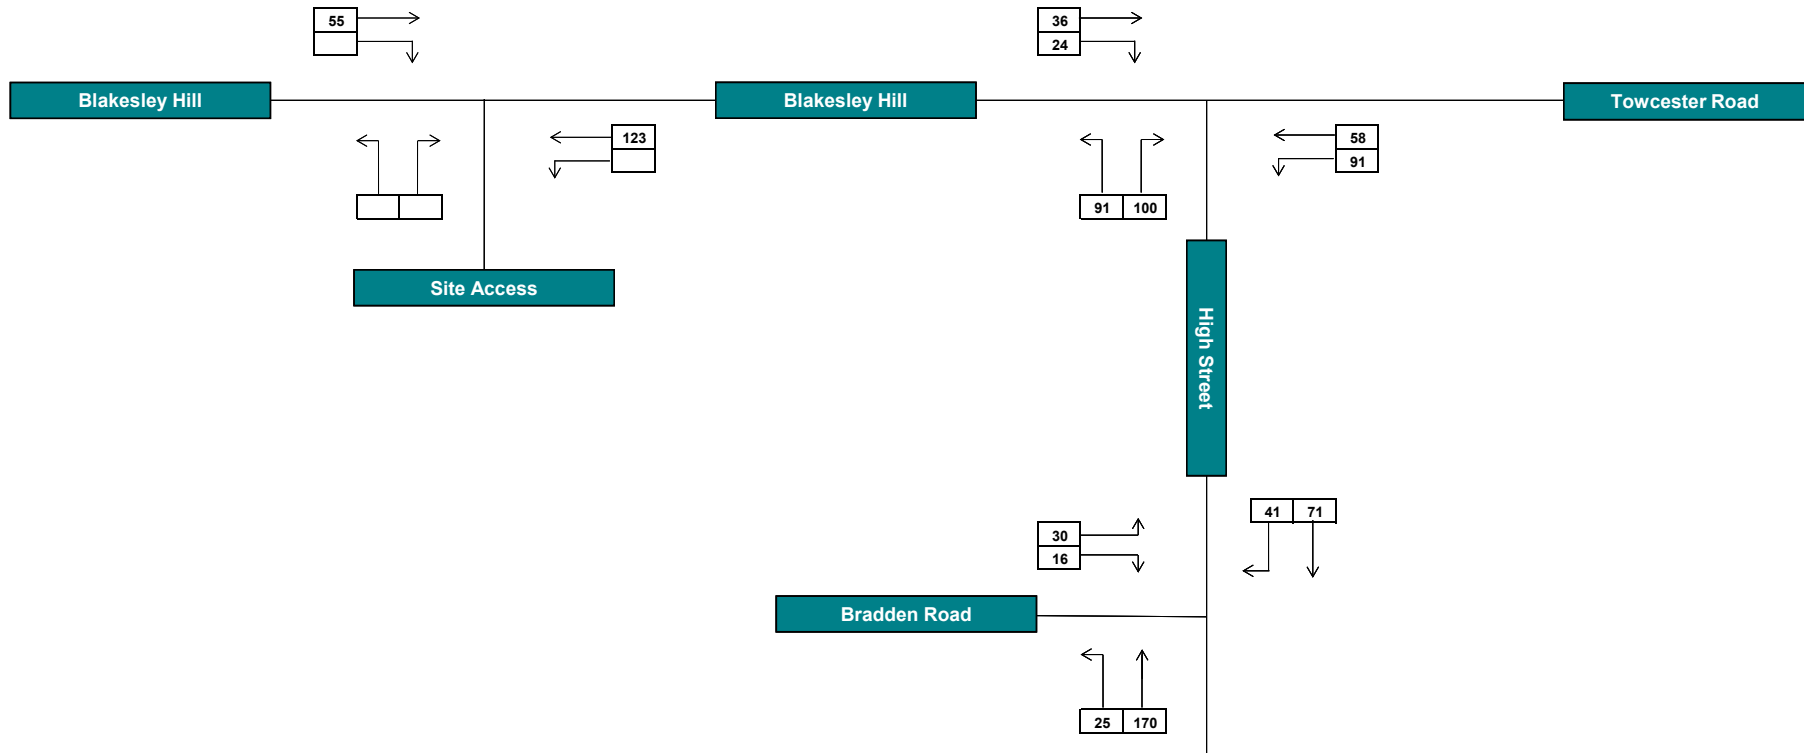 55
36
24
Blakesley Hill
Blakesley Hill
Towcester Road
123
58
91
91 100
Site Access
High Street
41 71
30
16
Bradden Road
25 170